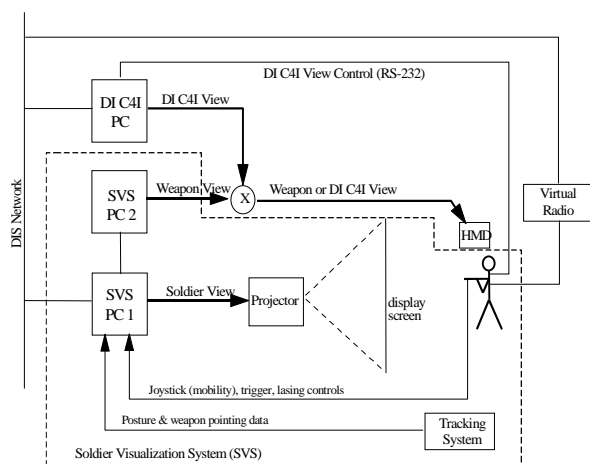 DI C4I View Control (RS-232)
DI C4I View
DI C4I
PC
DIS Network
Weapon View
X
Weapon or DI C4I View
SVS
PC 2
Virtual
Radio
HMD
SVS
PC 1
Soldier View
Projector
display
screen
Joystick (mobility), trigger, lasing controls
Posture & weapon pointing data
Tracking
System
Soldier Visualization System (SVS)